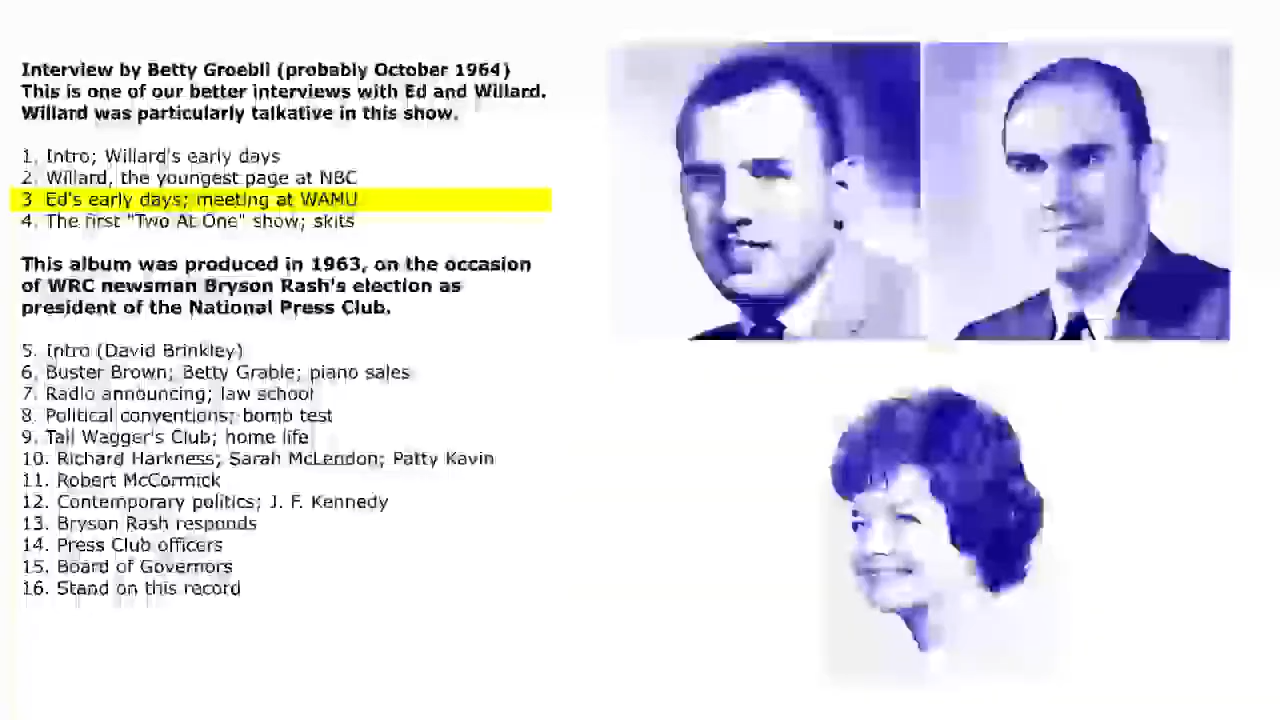 Interview by Betty Groebli (probably October 1964)
This is one of our better interviews with Ed and Willard.
Willard was particularly talkative in this show.
1. Intro; Willard's early days
2. Willard, the youngest page at NBC
3 Ed's early days; meeting at WAMU
4. The first "Two At One" show; skits
This album was produced in 1963, on the occasion
of WRC newsman Bryson Rash's election as
president of the National Press Club.
5. Intro (David Brinkley)
6. Buster Brown; Betty Grable; piano sales
7. Radio announcing; law school
8. Political conventions; bomb test
9. Tail Wagger's Club; home life
10. Richard Harkness; Sarah McLendon; Patty Kavin
11. Robert McCormick
12. Contemporary politics; J. F. Kennedy
13. Bryson Rash responds
14. Press Club officers
15. Board of Governors
16. Stand on this record